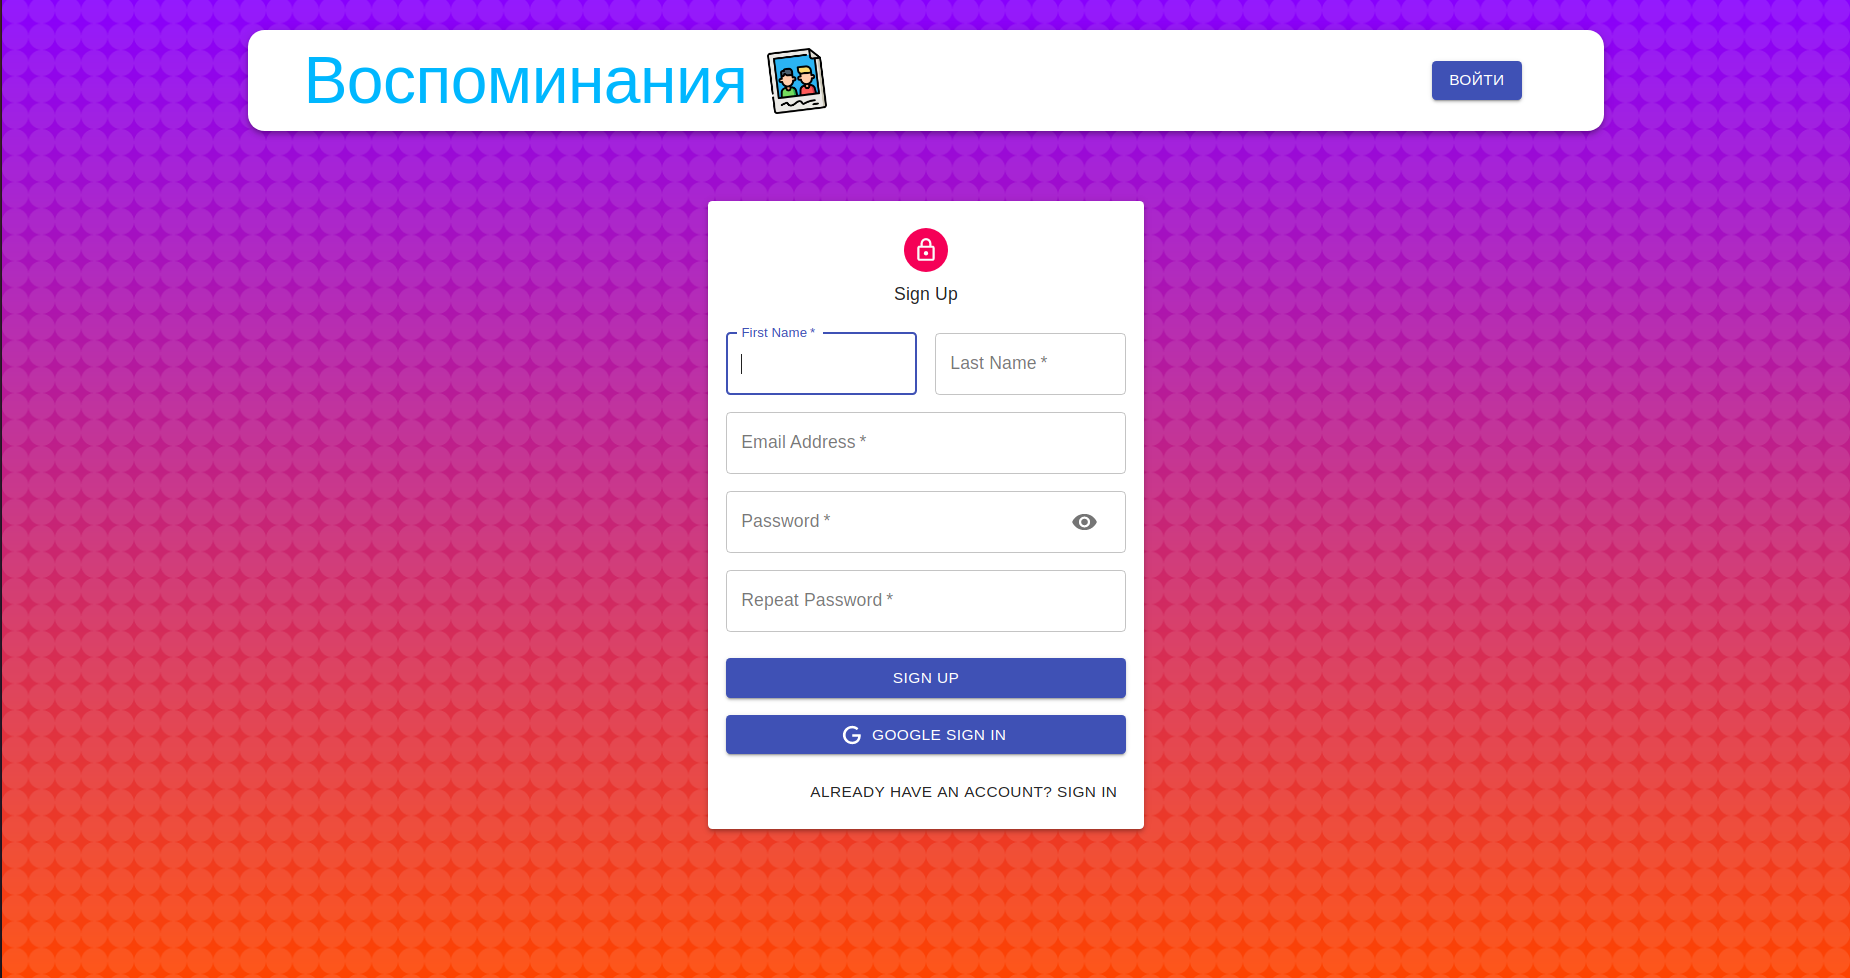 Воспоминания
ВОЙТИ
Sign Up
First Name *
Last Name *
Email Address *
Password *
Repeat Password *
SIGN UP
GOOGLE SIGN IN
ALREADY HAVE AN ACCOUNT? SIGN IN